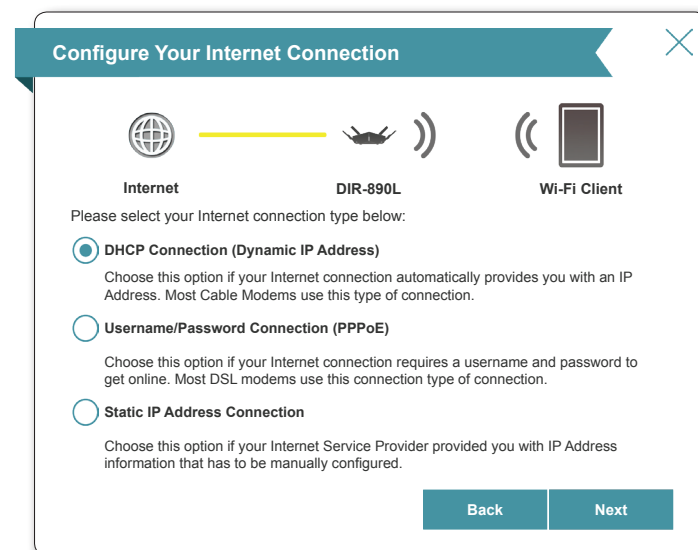 Configure Your Internet Connection
Internet
DIR-890L
Wi-Fi Client
Please select your Internet connection type below:
DHCP Connection (Dynamic IP Address)
Choose this option if your Internet connection automatically provides you with an IP
Address. Most Cable Modems use this type of connection.
Username/Password Connection (PPPoE)
Choose this option if your Internet connection requires a username and password to
get online. Most DSL modems use this connection type of connection.
Static IP Address Connection
Choose this option if your Internet Service Provider provided you with IP Address
information that has to be manually configured.
Back
Next